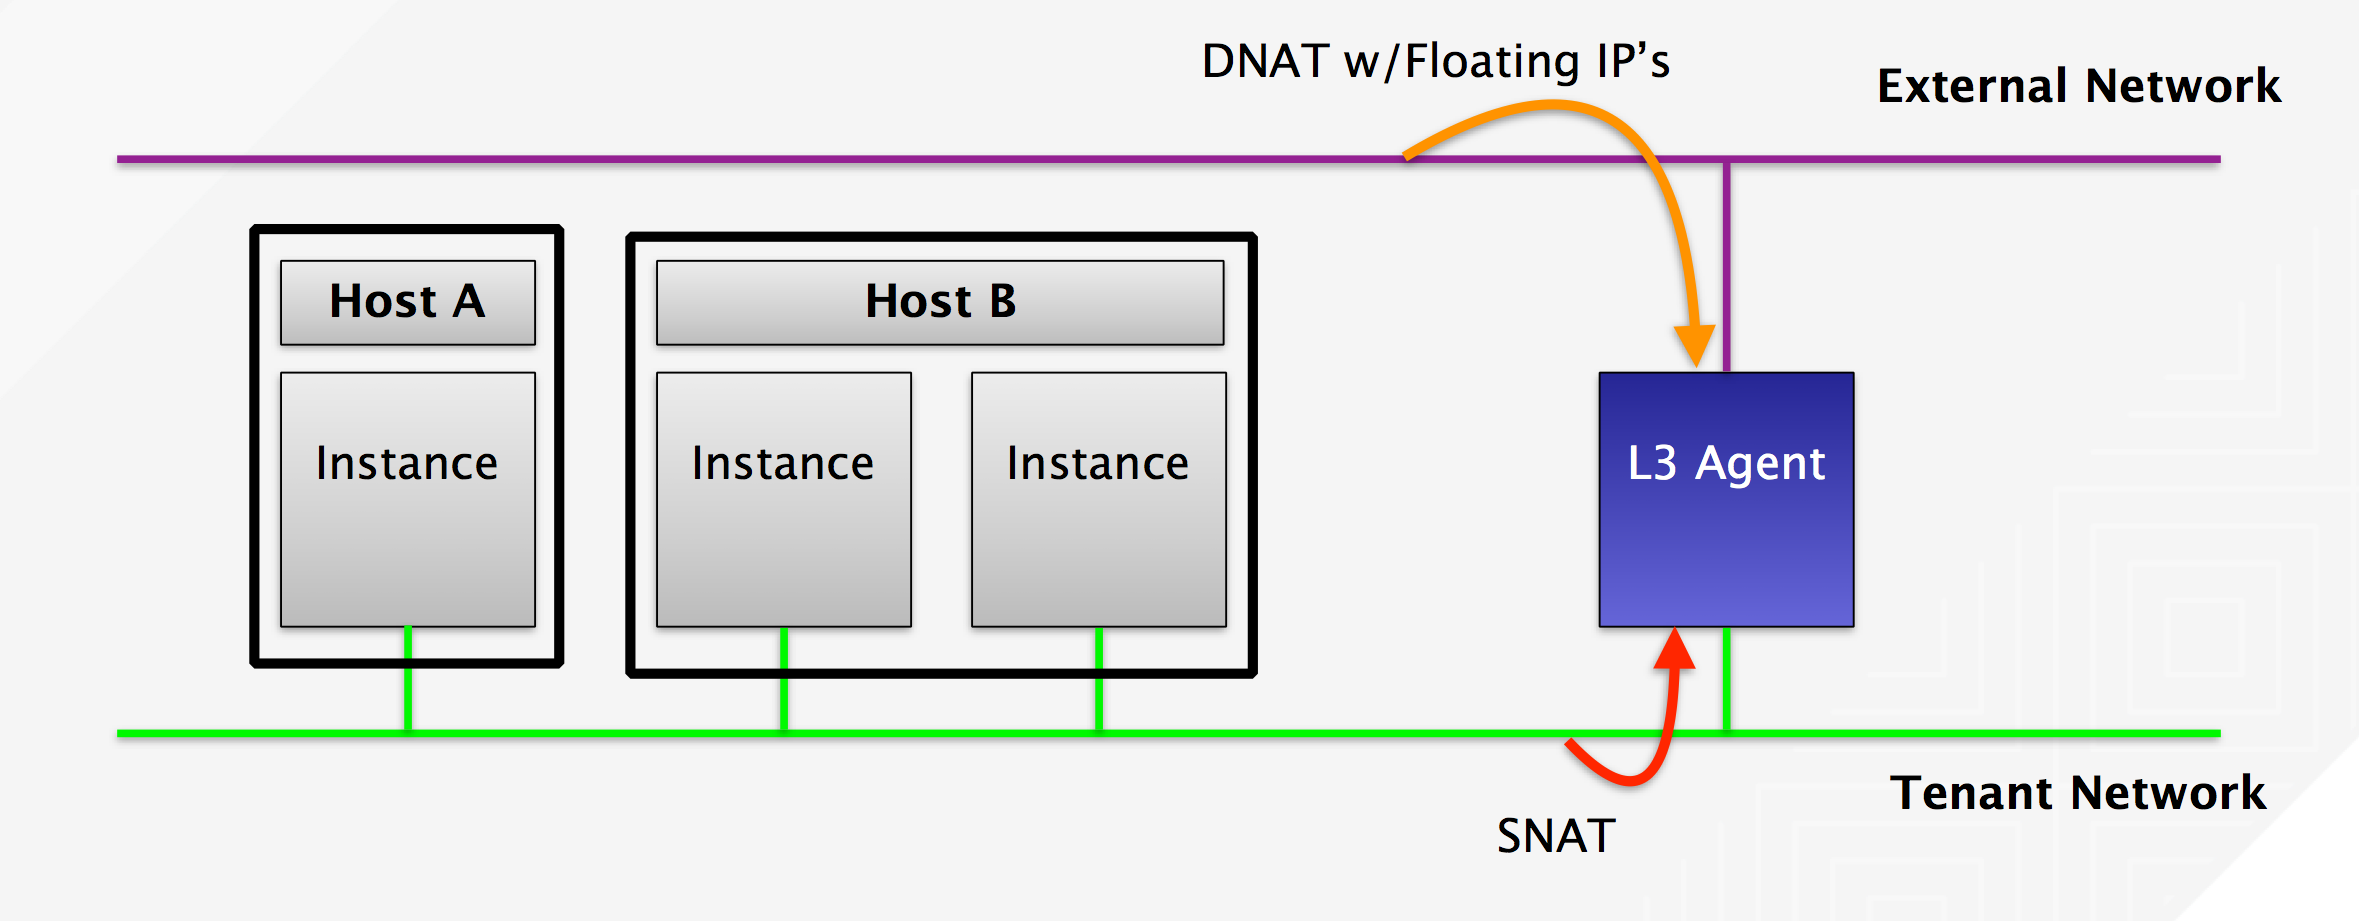 DNAT w/Floating IP’s
External Network
Host A
Host B
Instance
Instance
Instance
L3 Agent
Tenant Network
SNAT